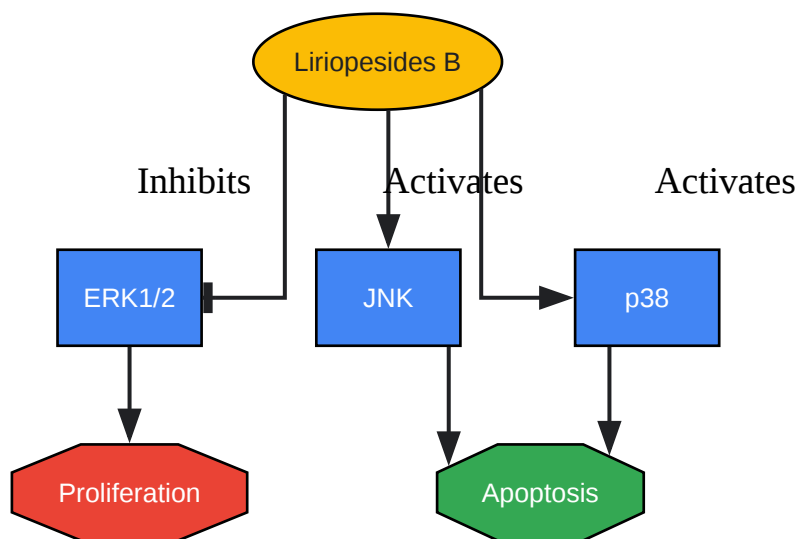 Liriopesides B
Inhibits
Activates
Activates
ERK1/2
JNK
p38
Proliferation
Apoptosis